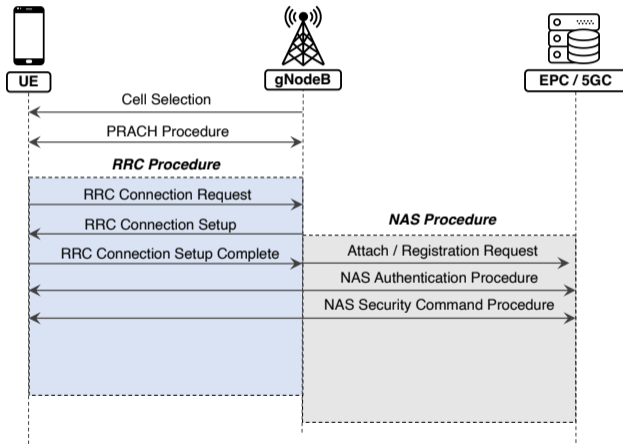 UE
gNodeB
EPC / 5GC
Cell Selection
PRACH Procedure
RRC Procedure
RRC Connection Request
RRC Connection Setup
NAS Procedure
RRC Connection Setup Complete
Attach / Registration Request
NAS Authentication Procedure
NAS Security Command Procedure